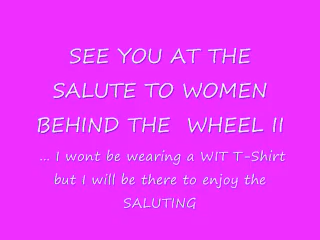 SEE YOU AT THE
SALUTE TO WOMEN
BEHIND THE WHEEL II
... I wont be wearing a WIT T-Shirt
but I will be there to enjoy the
SALUTING